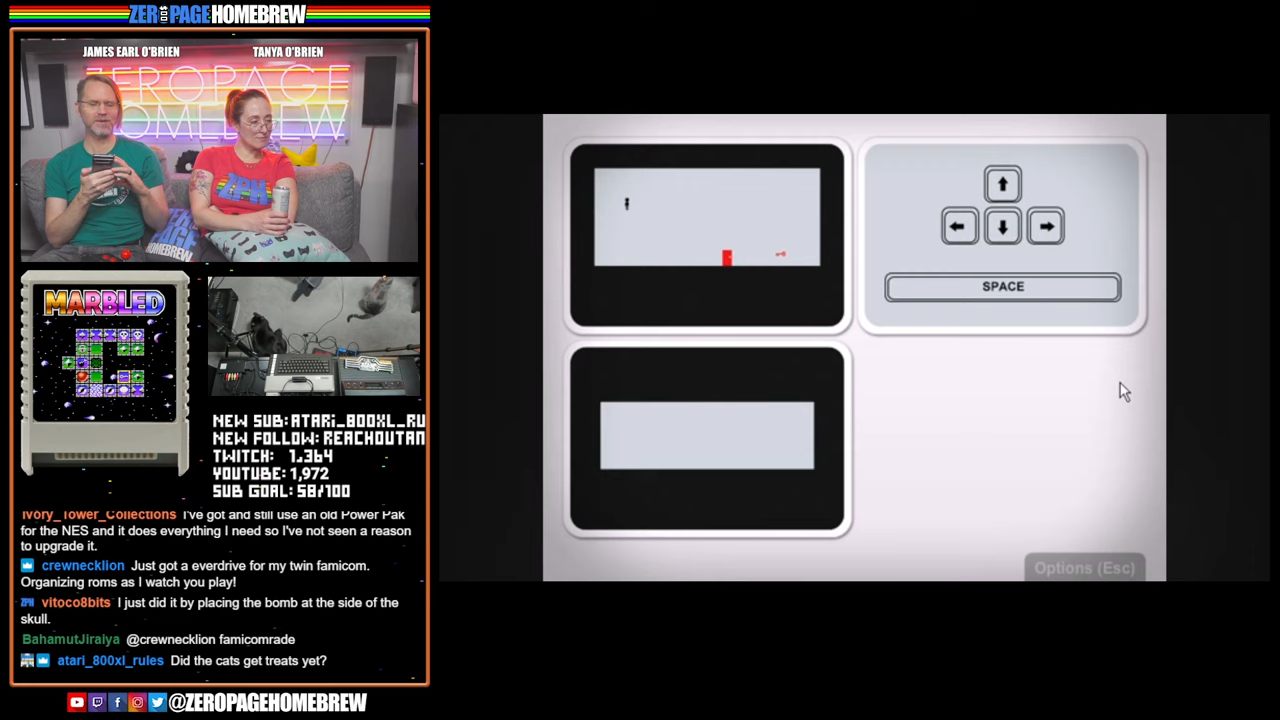 ZEROPAGE HOMEBREW
JAMES EARL O'BRIEN
TANYA O'BRIEN
ZEROPAGE
HOMEBREW
ZPH
MARBLED
NEW SUB: ATARI_800XL_RU
NEW FOLLOW: REACHOUTAN
TWITCH: 1,364
YOUTUBE: 1,972
SUB GOAL: 58/100
Ivory_Tower_Collections I've got and still use an old Power Pak
for the NES and it does everything I need so I've not seen a reason
to upgrade it.
crewnecklion Just got a everdrive for my twin famicom.
Organizing roms as I watch you play!
vitoco8bits I just did it by placing the bomb at the side of the
skull.
BahamutJiraiya @crewnecklion famicomrade
atari_800xl_rules Did the cats get treats yet?
@ZEROPAGEHOMEBREW
SPACE
Options (Esc)